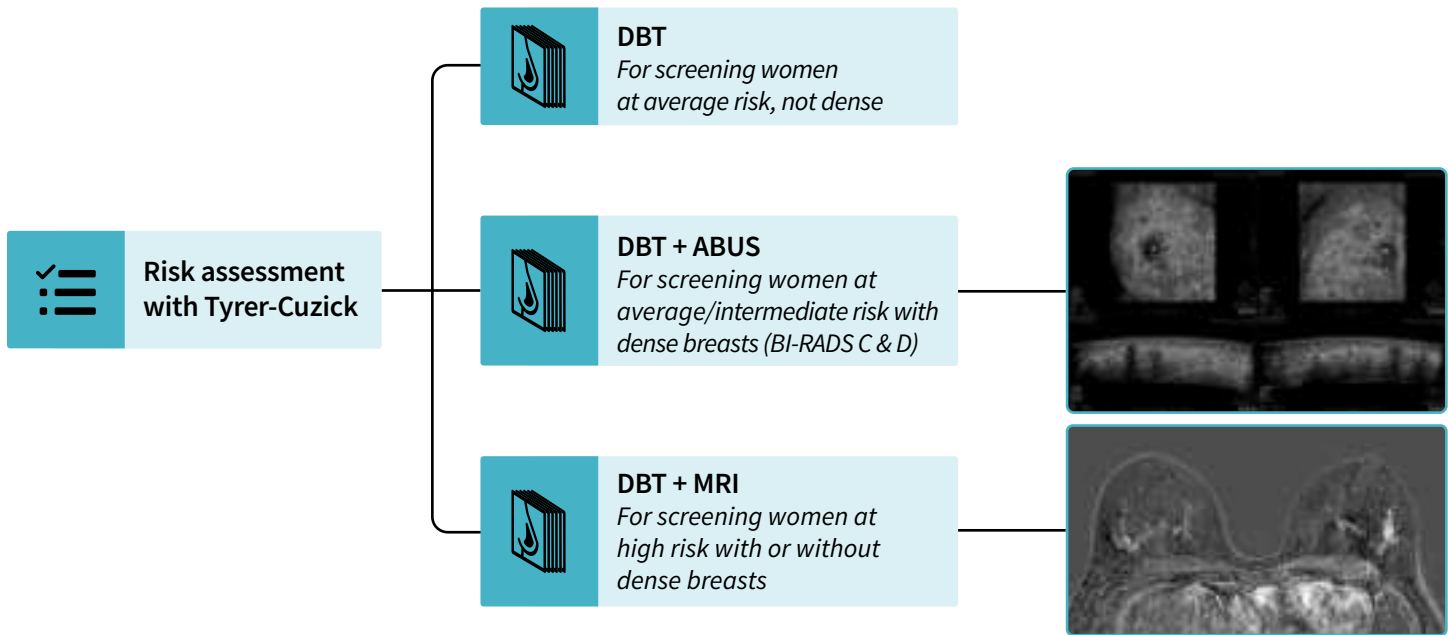 DBT
For screening women
at average risk, not dense
Risk assessment
with Tyrer-Cuzick
DBT + ABUS
For screening women at
average/intermediate risk with
dense breasts (BI-RADS C & D)
DBT + MRI
For screening women at
high risk with or without
dense breasts